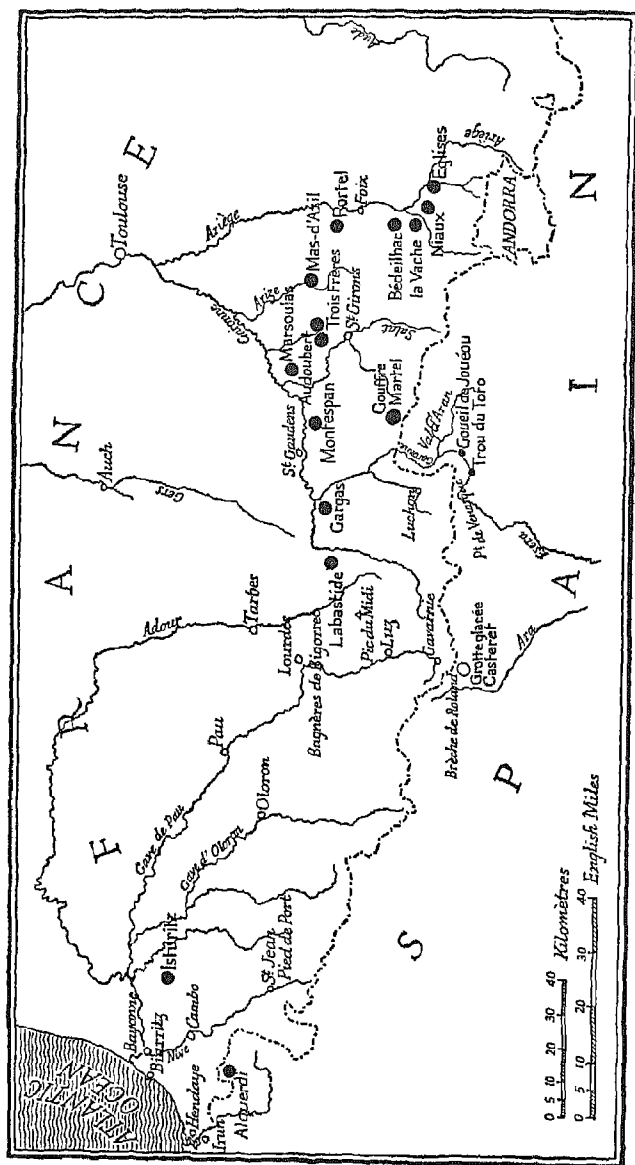 ATLANTIC
OCEAN
F R A N C E
S P A I N
ANDORRA
Toulouse
Auch
Gers
Aude
Ariège
Ariège
Garonne
Arize
Salat
Adour
Tarbes
Pau
Gave de Pau
Gave d'Oloron
Oloron
Bayonne
Biarritz
Nive
Cambo
Hendaye
Irun
Alquerdi
Isturitz
St Jean
Pied de Port
Lourdes
Bagnères de Bigorre
Labastide
Pic du Midi
Luz
Gavarnie
Brèche de Roland
Grotte glacée
Casteret
Ara
Esera
Gargas
Luchon
St Gaudens
Montespan
Marsoulas
Audoubert
Trois Frères
St Girons
Mas-d'Azil
Portel
Foix
Bédeilhac
la Vache
Niaux
Eglises
Gouffre
Martel
Garonne
Val d'Aran
Goueil de Jouéou
Trou du Toro
Pt de Venasque
0 5 10 20 30 40 Kilomètres
0 5 10 20 30 40 English Miles